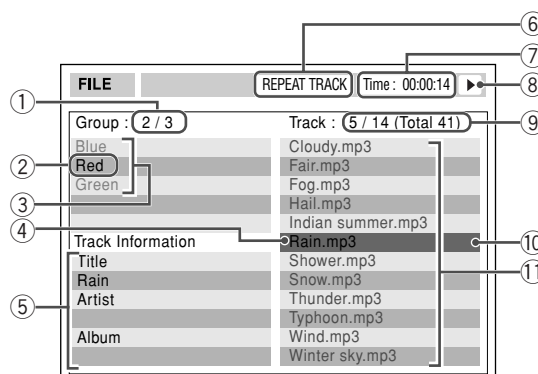 ⑥
⑦
FILE REPEAT TRACK Time : 00:00:14 ⑧
①
Group : 2 / 3 Track : 5 / 14 (Total 41) ⑨
Blue Cloudy.mp3
② Red Fair.mp3
Green Fog.mp3
③ Hail.mp3
④ Indian summer.mp3
Track Information Rain.mp3 ⑩
Title Shower.mp3 ⑪
Rain Snow.mp3
⑤ Artist Thunder.mp3
Typhoon.mp3
Album Wind.mp3
Winter sky.mp3